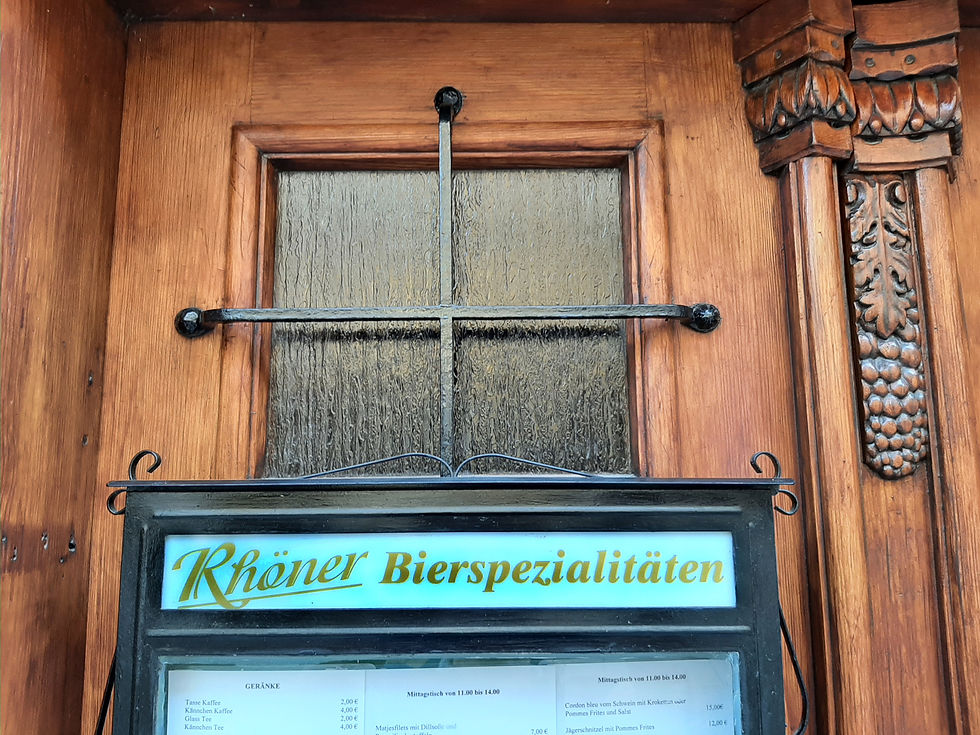 Rhöner Bierspezialitäten
GERÄNKE
Tasse Kaffee 2,00 €
Kännchen Kaffee 4,00 €
Glass Tee 2,00 €
Kännchen Tee 4,00 €
Mittagstisch von 11.00 bis 14.00
Matjesfilets mit Dillsoße und
7,00 €
Mittagstisch von 11.00 bis 14.00
Cordon bleu vom Schwein mit Kroketten oder
Pommes Frites und Salat 15,00€
Jägerschnitzel mit Pommes Frites 12,00 €